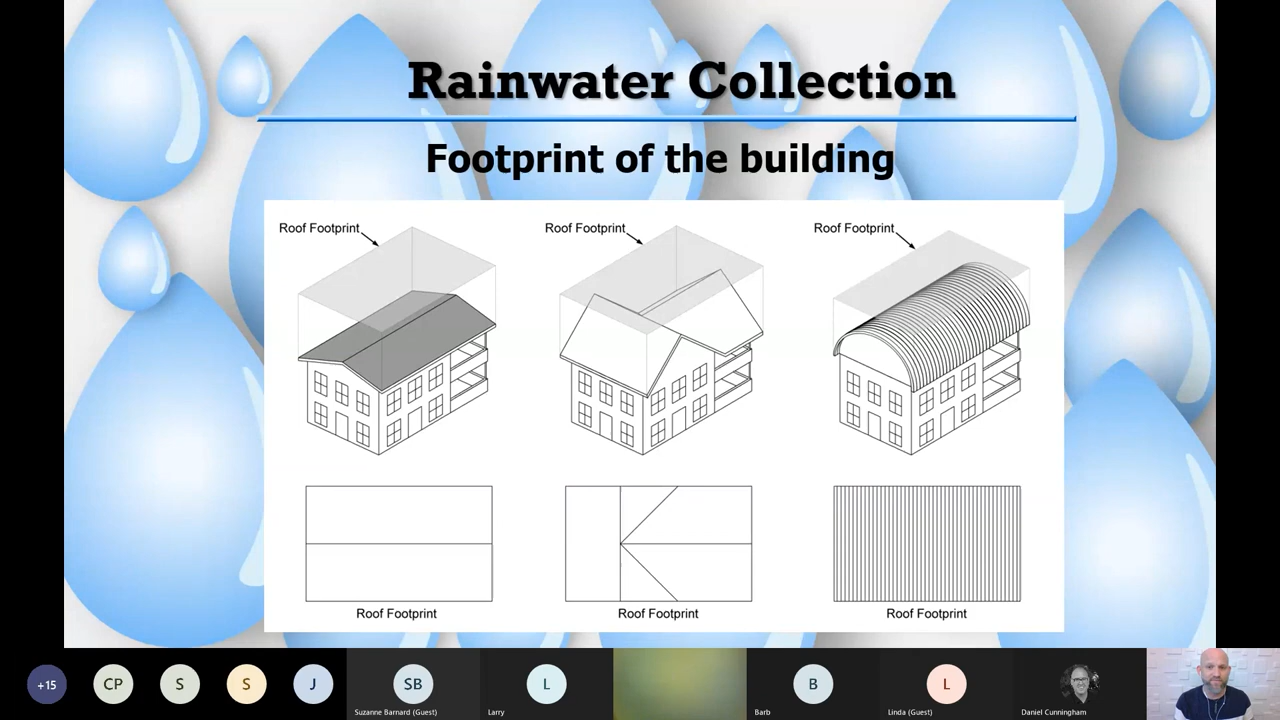 Rainwater Collection
Footprint of the building
Roof Footprint
Roof Footprint
Roof Footprint
Roof Footprint
Roof Footprint
Roof Footprint
+15
CP
S
S
J
SB
L
B
L
Suzanne Barnard (Guest)
Larry
Barb
Linda (Guest)
Daniel Cunningham